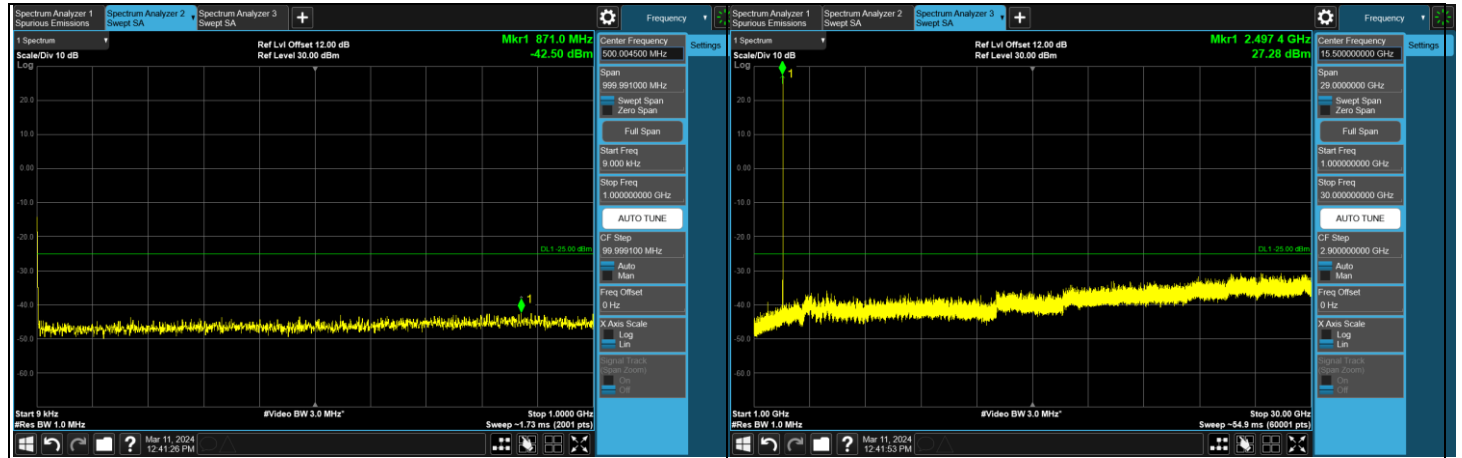 Spectrum Analyzer 1
Spurious Emissions
Spectrum Analyzer 2
Swept SA
Spectrum Analyzer 3
Swept SA
+
Frequency
1 Spectrum
Scale/Div 10 dB
Log
Ref Lvl Offset 12.00 dB
Ref Level 30.00 dBm
Mkr1 871.0 MHz
-42.50 dBm
20.0
10.0
0.00
-10.0
-20.0
-30.0
-40.0
-50.0
-60.0
DL1 -25.00 dBm
1
Start 9 kHz
#Res BW 1.0 MHz
#Video BW 3.0 MHz*
Stop 1.0000 GHz
Sweep ~1.73 ms (2001 pts)
Mar 11, 2024
12:41:26 PM
?
Center Frequency
500.004500 MHz
Settings
Span
999.991000 MHz
Swept Span
Zero Span
Full Span
Start Freq
9.000 kHz
Stop Freq
1.000000000 GHz
AUTO TUNE
CF Step
99.999100 MHz
Auto
Man
Freq Offset
0 Hz
X Axis Scale
Log
Lin
Signal Track
(Span Zoom)
On
Off
Spectrum Analyzer 1
Spurious Emissions
Spectrum Analyzer 2
Swept SA
Spectrum Analyzer 3
Swept SA
+
Frequency
1 Spectrum
Scale/Div 10 dB
Log
Ref Lvl Offset 12.00 dB
Ref Level 30.00 dBm
Mkr1 2.497 4 GHz
27.28 dBm
1
20.0
10.0
0.00
-10.0
-20.0
-30.0
-40.0
-50.0
-60.0
DL1 -25.00 dBm
Start 1.00 GHz
#Res BW 1.0 MHz
#Video BW 3.0 MHz*
Stop 30.00 GHz
Sweep ~54.9 ms (60001 pts)
Mar 11, 2024
12:41:53 PM
?
Center Frequency
15.500000000 GHz
Settings
Span
29.0000000 GHz
Swept Span
Zero Span
Full Span
Start Freq
1.000000000 GHz
Stop Freq
30.000000000 GHz
AUTO TUNE
CF Step
2.900000000 GHz
Auto
Man
Freq Offset
0 Hz
X Axis Scale
Log
Lin
Signal Track
(Span Zoom)
On
Off